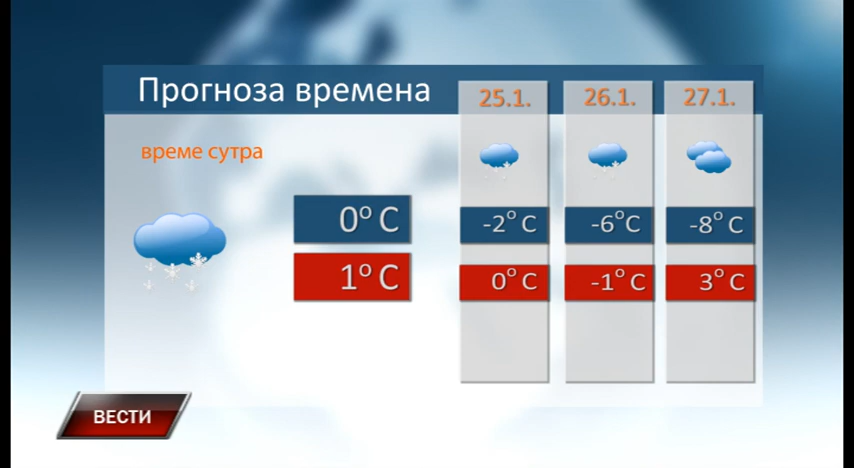 Прогноза времена
време сутра
0° C
1° C
25.1.
26.1.
27.1.
-2° C
-6°C
-8° C
0° C
-1° C
3° C
ВЕСТИ